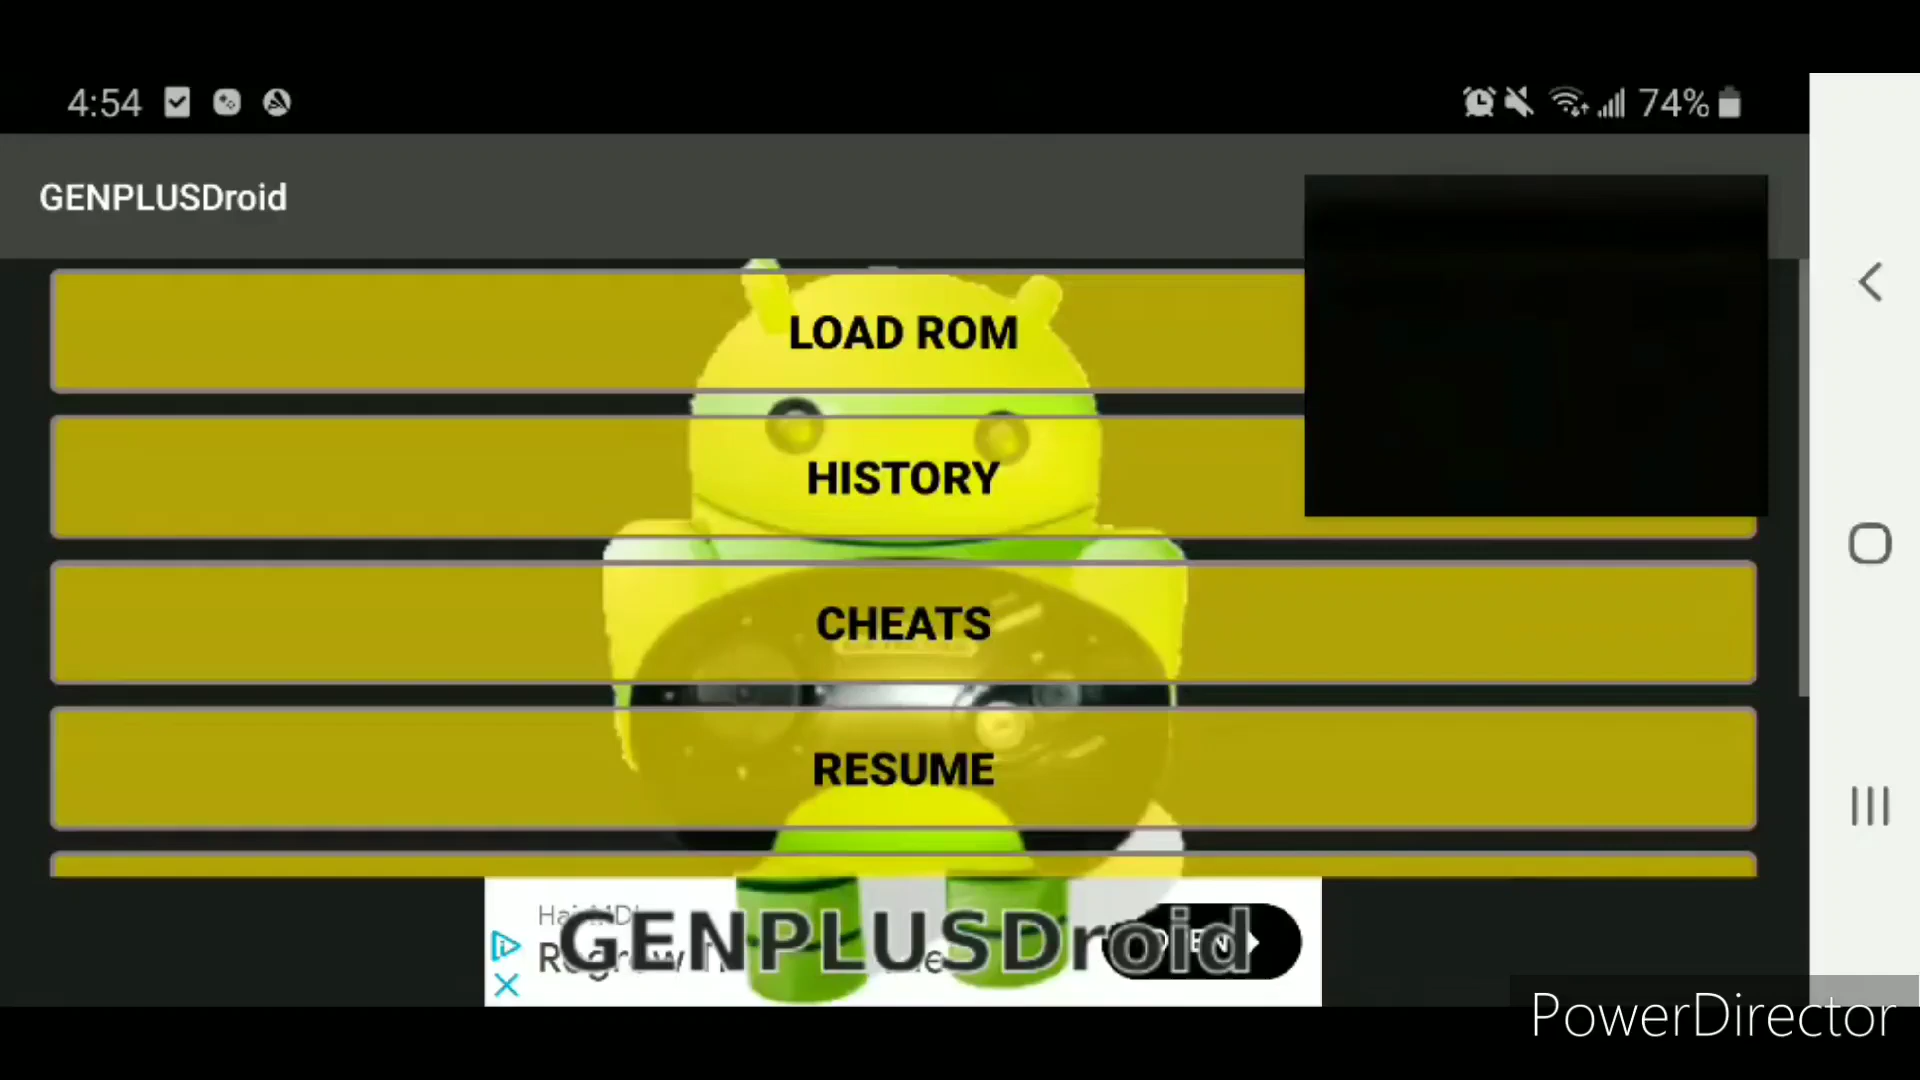 4:54
74%
GENPLUSDroid
LOAD ROM
HISTORY
CHEATS
RESUME
GENPLUSDroid
PowerDirector